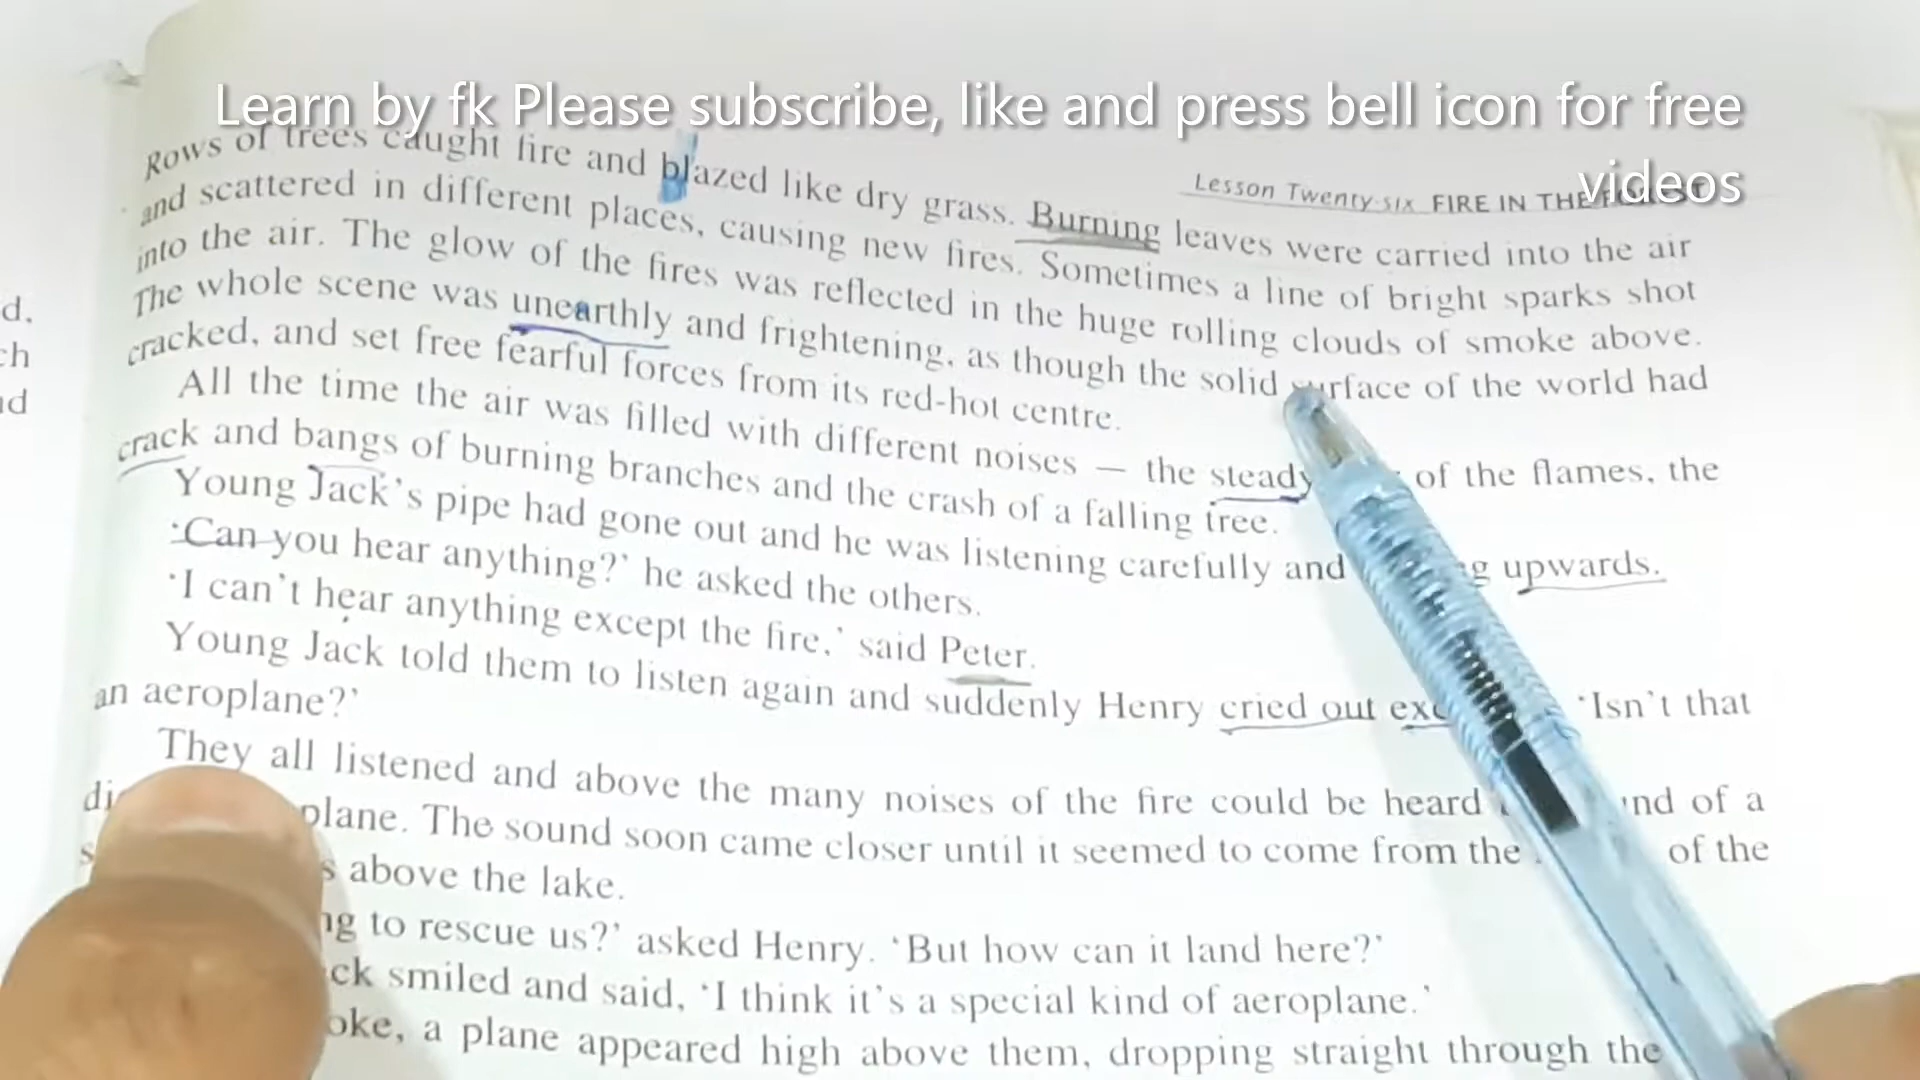 Learn by fk Please subscribe, like and press bell icon for free
videos
Lesson Twenty-six FIRE IN THE
Rows of trees caught fire and blazed like dry grass. Burning leaves were carried into the air
and scattered in different places, causing new fires. Sometimes a line of bright sparks shot
into the air. The glow of the fires was reflected in the huge rolling clouds of smoke above.
The whole scene was unearthly and frightening, as though the solid surface of the world had
cracked, and set free fearful forces from its red-hot centre.
All the time the air was filled with different noises — the steady of the flames, the
crack and bangs of burning branches and the crash of a falling tree.
Young Jack's pipe had gone out and he was listening carefully and upwards.
'Can you hear anything?' he asked the others.
'I can't hear anything except the fire,' said Peter.
Young Jack told them to listen again and suddenly Henry cried out 'Isn't that
an aeroplane?'
They all listened and above the many noises of the fire could be heard of a
plane. The sound soon came closer until it seemed to come from the of the
above the lake.
to rescue us?' asked Henry. 'But how can it land here?'
smiled and said, 'I think it's a special kind of aeroplane.'
a plane appeared high above them, dropping straight through the
d.
ch